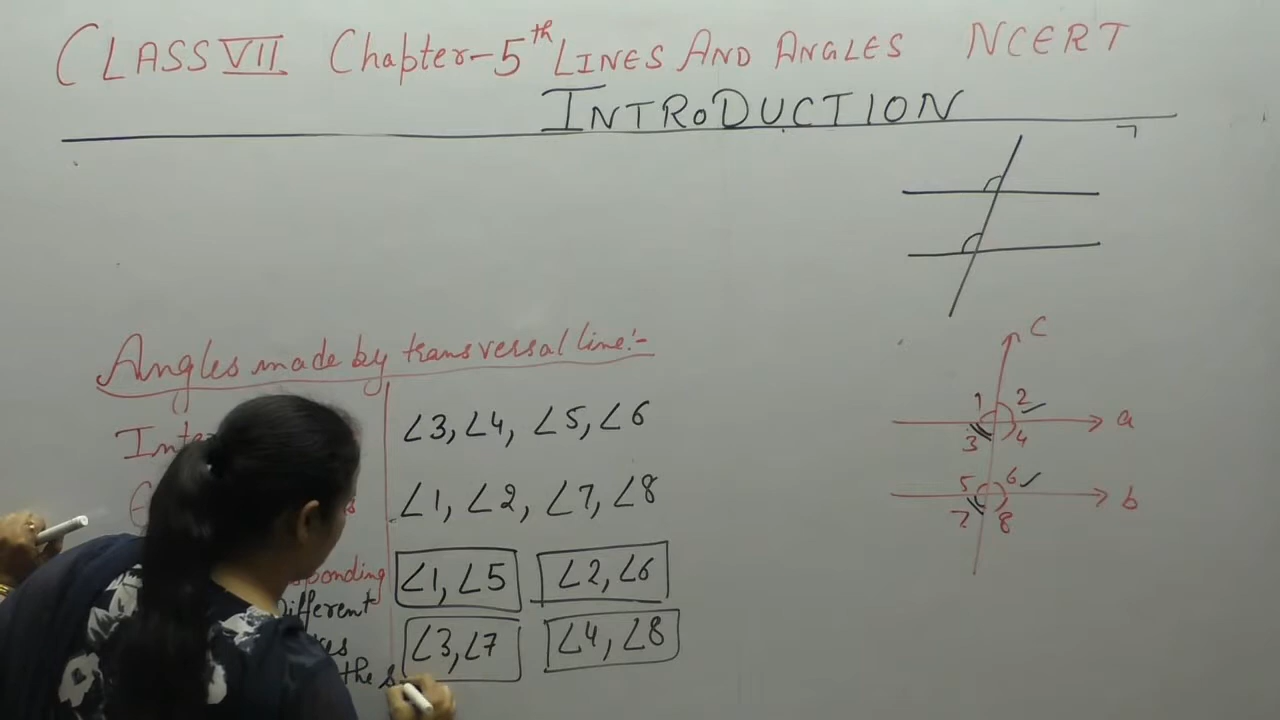 CLASS VII Chapter-5th LINES AND ANGLES NCERT
INTRODUCTION
Angles made by transversal line:-
∠3, ∠4, ∠5, ∠6
∠1, ∠2, ∠7, ∠8
∠1, ∠5 ∠2, ∠6
Different
∠3, ∠7 ∠4, ∠8
the
c
1 2
a
3 4
5 6
b
7 8